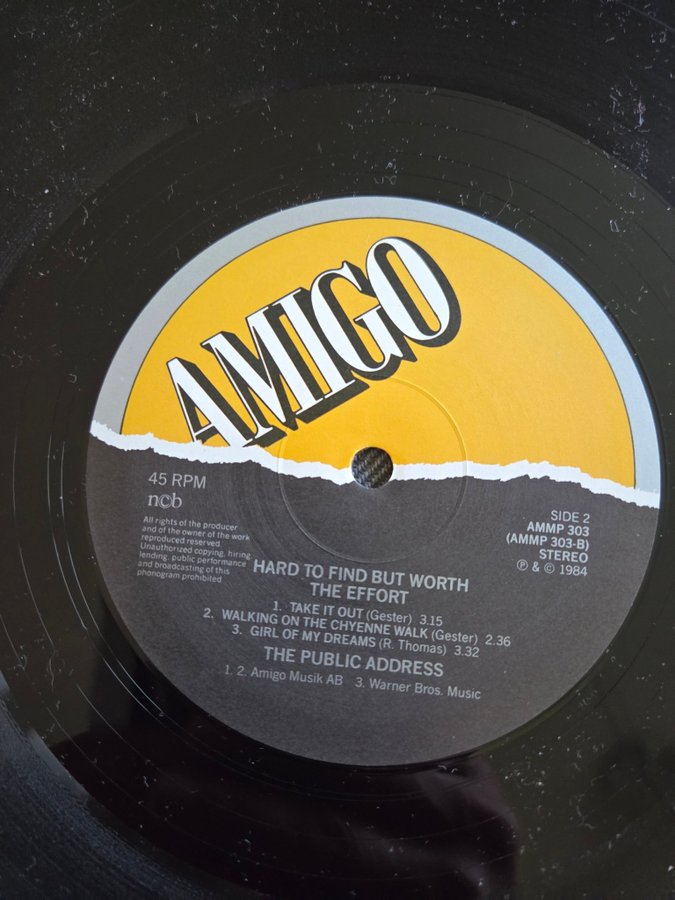 AMIGO
45 RPM
n©b
All rights of the producer
and of the owner of the work
reproduced reserved.
Unauthorized copying, hiring,
lending, public performance
and broadcasting of this
phonogram prohibited
SIDE 2
AMMP 303
(AMMP 303-B)
STEREO
℗ & © 1984
HARD TO FIND BUT WORTH
THE EFFORT
1. TAKE IT OUT (Gester) 3.15
2. WALKING ON THE CHYENNE WALK (Gester) 2.36
3. GIRL OF MY DREAMS (R. Thomas) 3.32
THE PUBLIC ADDRESS
1. 2. Amigo Musik AB 3. Warner Bros. Music